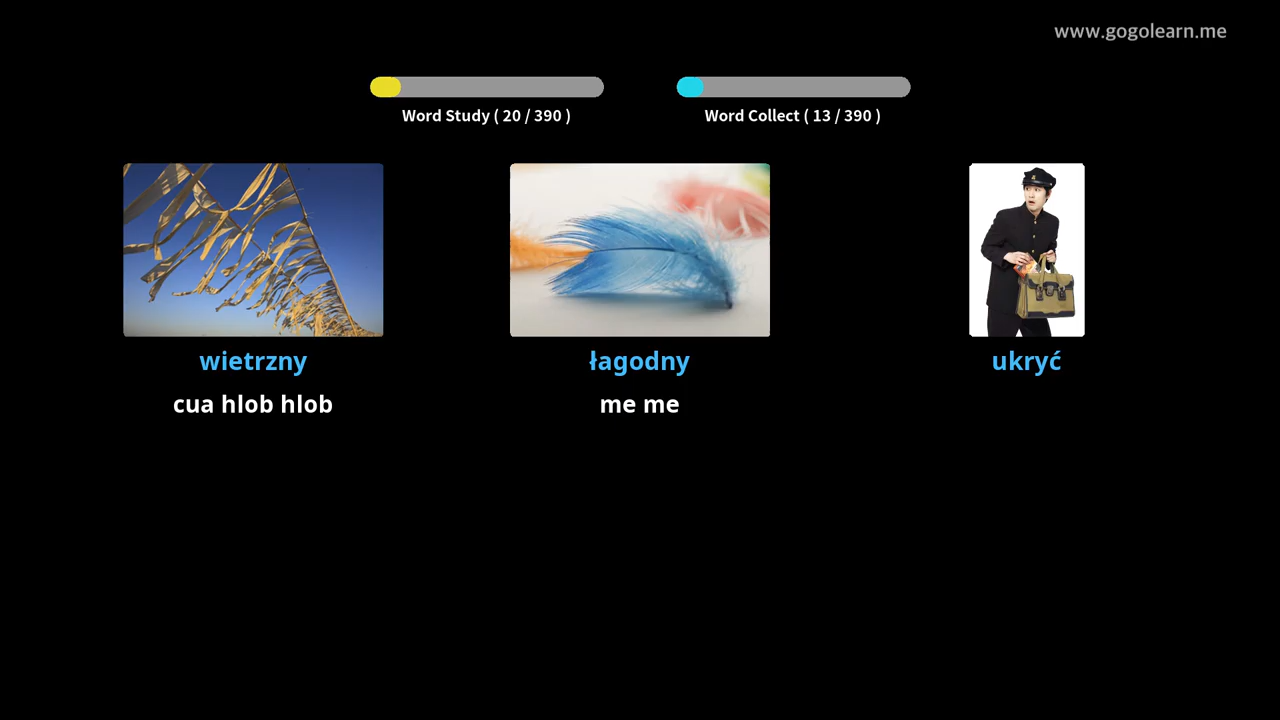 www.gogolearn.me
Word Study ( 20 / 390 )
Word Collect ( 13 / 390 )
wietrzny
łagodny
ukryć
cua hlob hlob
me me